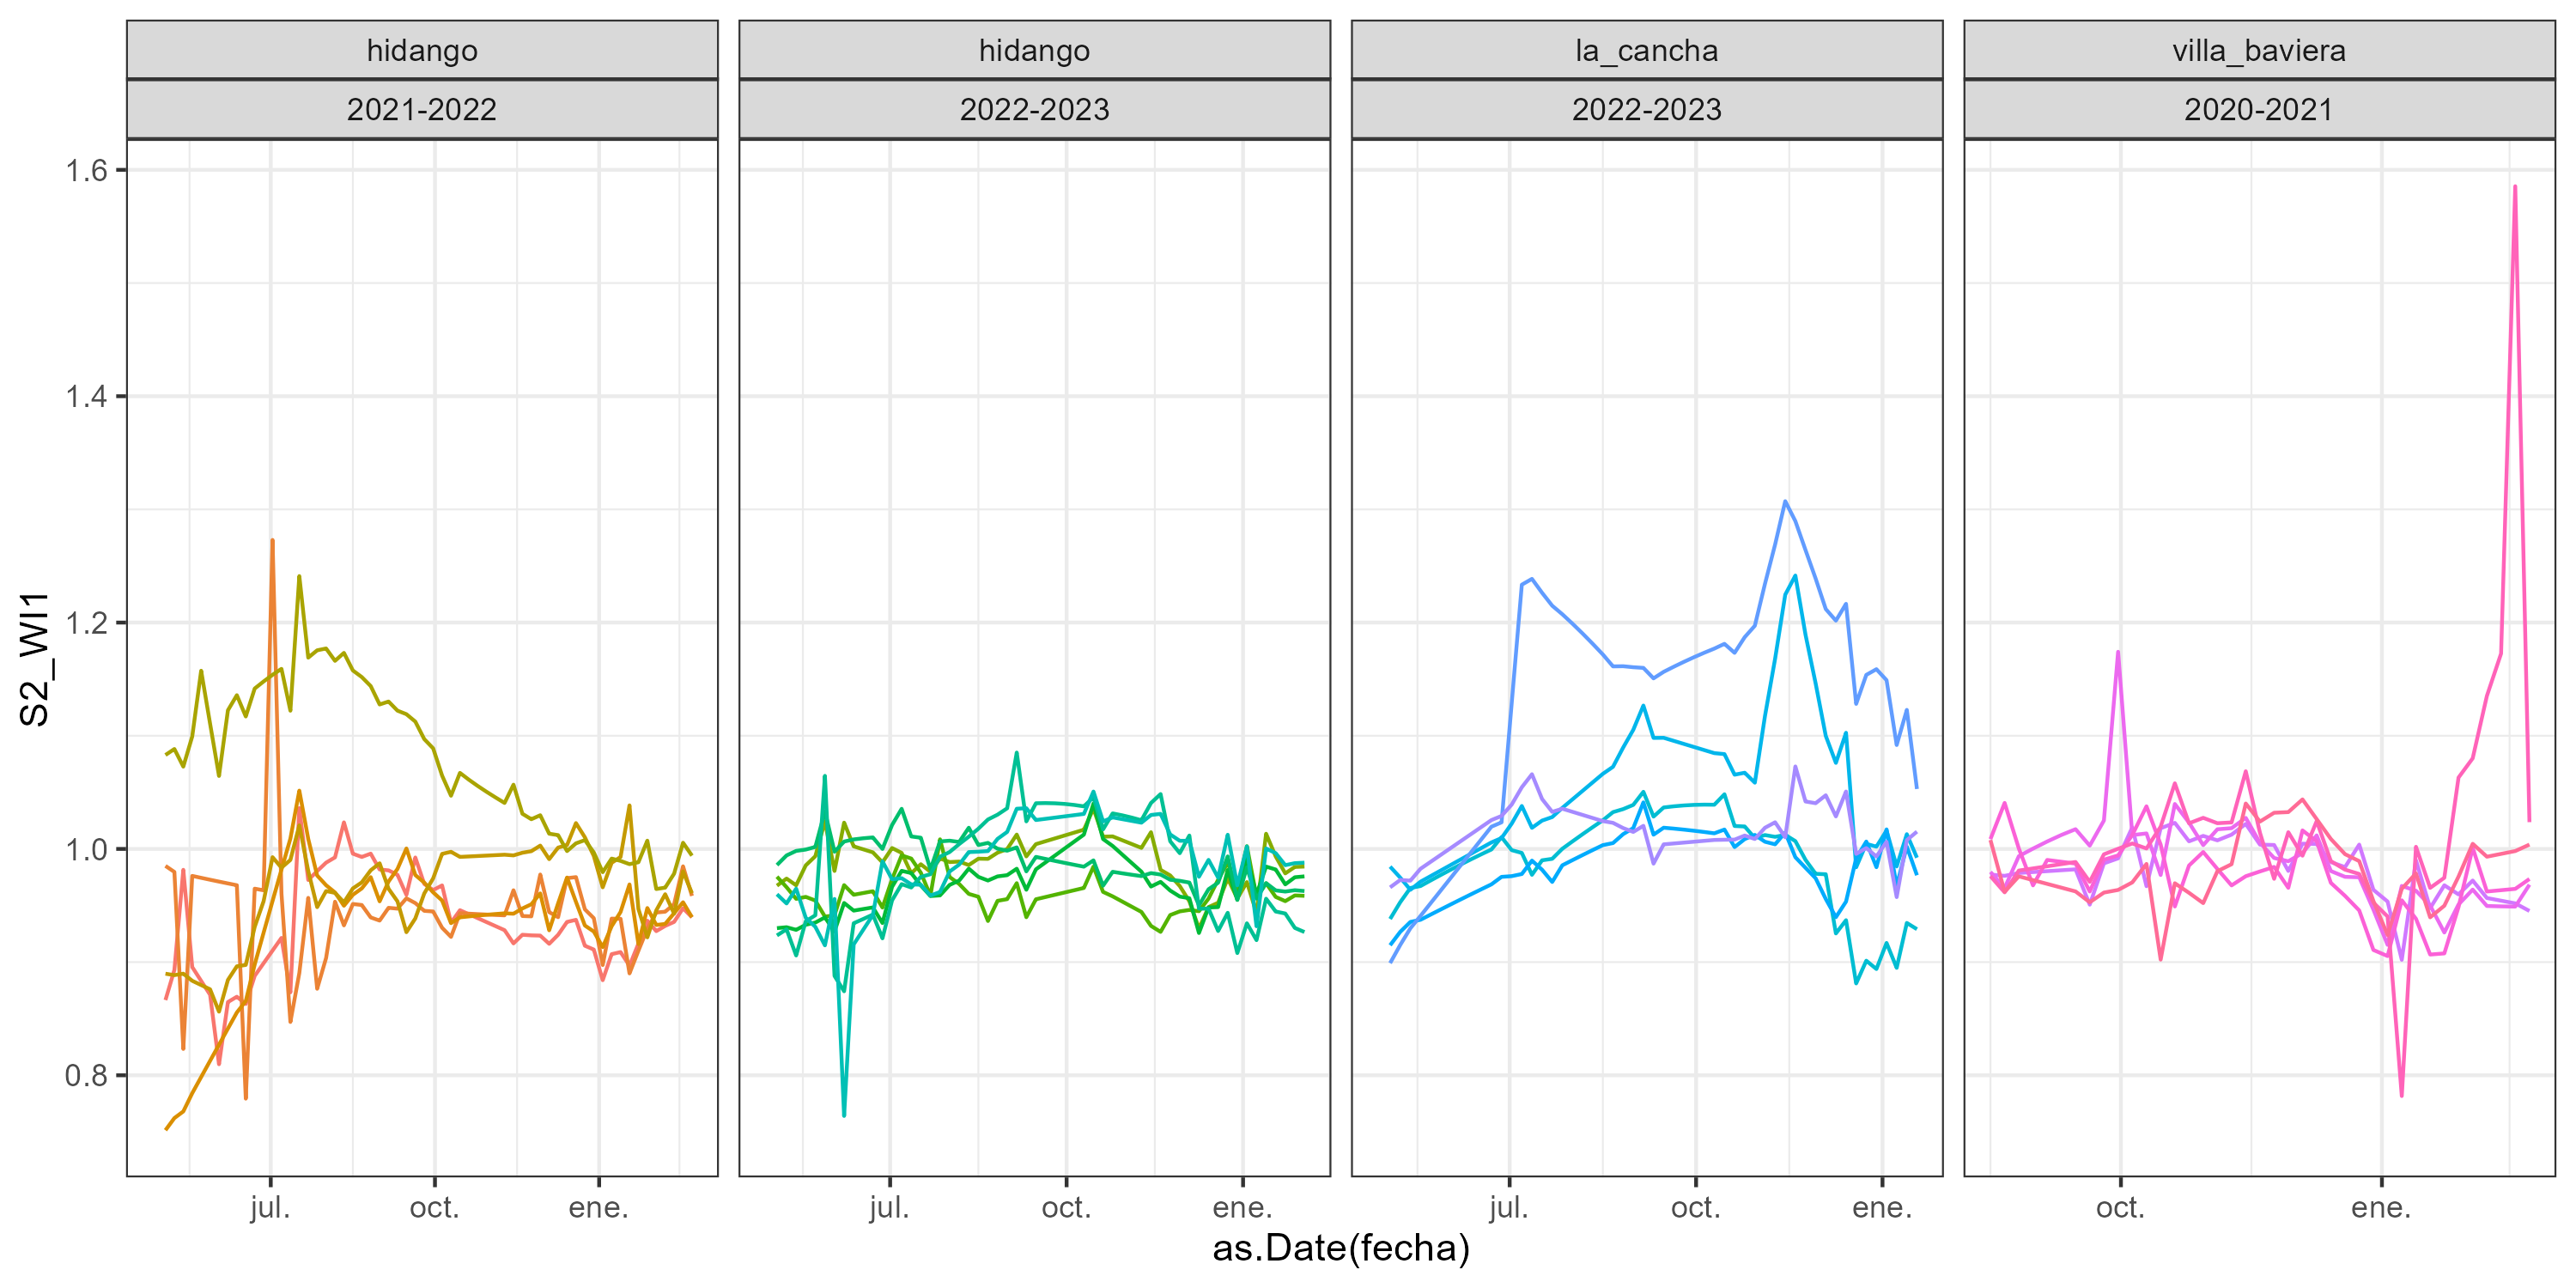 hidango hidango la_cancha villa_baviera
2021-2022 2022-2023 2022-2023 2020-2021
1.6
1.4
1.2
1.0
0.8
S2_WI1
jul. oct. ene. jul. oct. ene. jul. oct. ene. oct. ene.
as.Date(fecha)